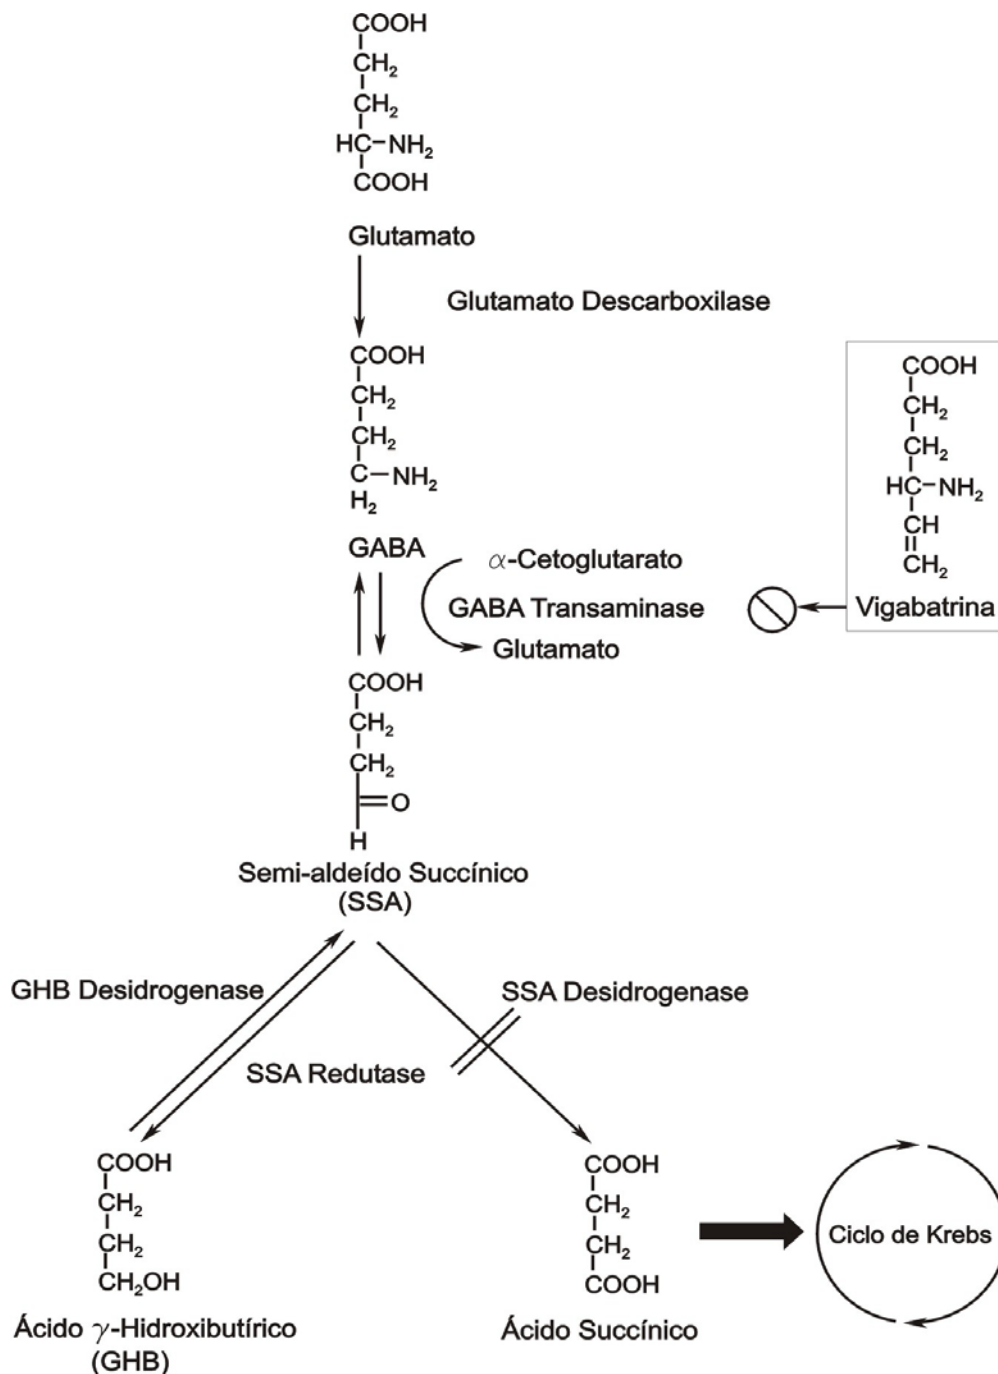 COOH
CH₂
CH₂
HC–NH₂
COOH
Glutamato
Glutamato Descarboxilase
COOH
CH₂
CH₂
C–NH₂
H₂
GABA
α-Cetoglutarato
GABA Transaminase
Glutamato
COOH
CH₂
CH₂
HC–NH₂
CH
CH₂
Vigabatrina
COOH
CH₂
CH₂
=O
H
Semi-aldeído Succínico
(SSA)
GHB Desidrogenase
SSA Desidrogenase
SSA Redutase
COOH
CH₂
CH₂
CH₂OH
Ácido γ-Hidroxibutírico
(GHB)
COOH
CH₂
CH₂
COOH
Ácido Succínico
Ciclo de Krebs